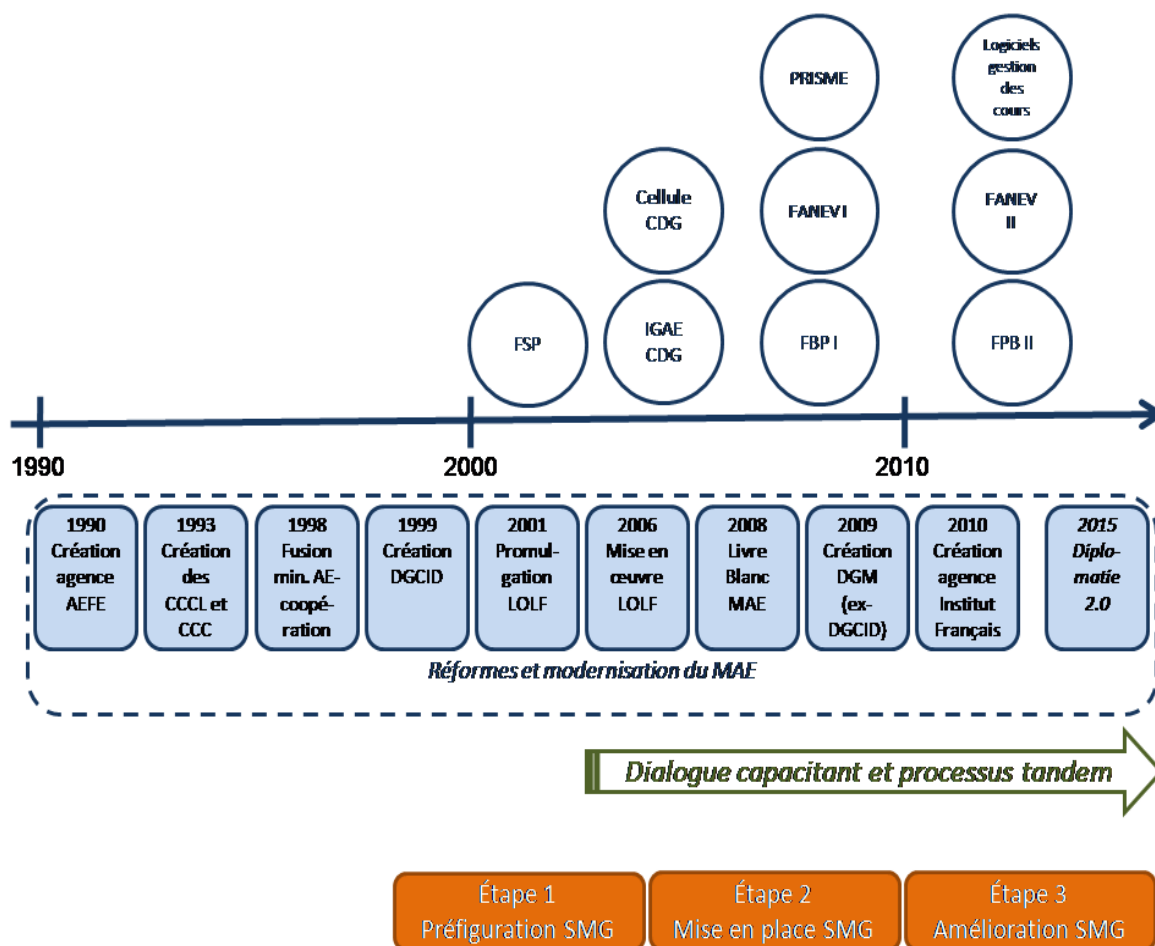 PRISME
Logiciels
gestion
des
cours
Cellule
CDG
FANEV I
FANEV
II
FSP
IGAE
CDG
FBP I
FPB II
1990
2000
2010
1990
Création
agence
AEFE
1993
Création
des
CCCL et
CCC
1998
Fusion
min. AE-
coopé-
ration
1999
Création
DGCID
2001
Promul-
gation
LOLF
2006
Mise en
œuvre
LOLF
2008
Livre
Blanc
MAE
2009
Création
DGM
(ex-
DGCID)
2010
Création
agence
Institut
Français
2015
Diplo-
matie
2.0
Réformes et modernisation du MAE
Dialogue capacitant et processus tandem
Étape 1
Préfiguration SMG
Étape 2
Mise en place SMG
Étape 3
Amélioration SMG